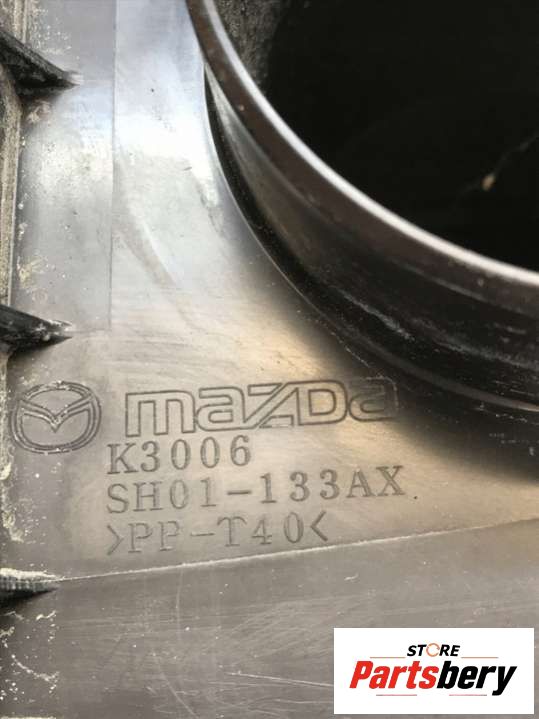 mazda
K3006
SH01-133AX
>PP-T40<
STORE
Partsbery